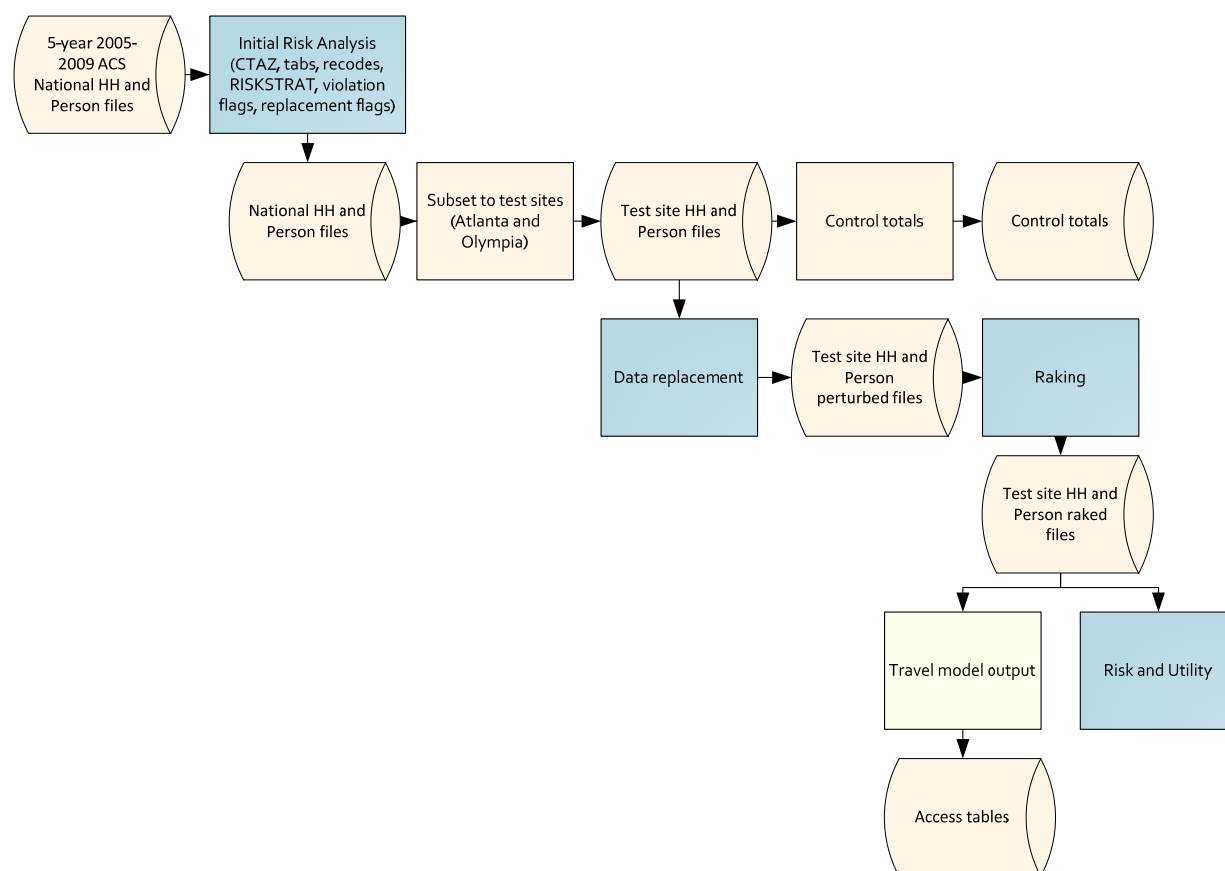 5-year 2005-
2009 ACS
National HH and
Person files
Initial Risk Analysis
(CTAZ, tabs, recodes,
RISKSTRAT, violation
flags, replacement flags)
National HH and
Person files
Subset to test sites
(Atlanta and
Olympia)
Test site HH and
Person files
Control totals
Control totals
Data replacement
Test site HH and
Person
perturbed files
Raking
Test site HH and
Person raked
files
Travel model output
Risk and Utility
Access tables